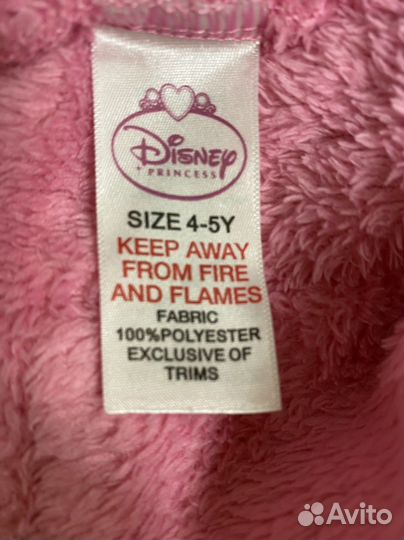 Disney
PRINCESS
SIZE 4-5Y
KEEP AWAY
FROM FIRE
AND FLAMES
FABRIC
100%POLYESTER
EXCLUSIVE OF
TRIMS
Avito